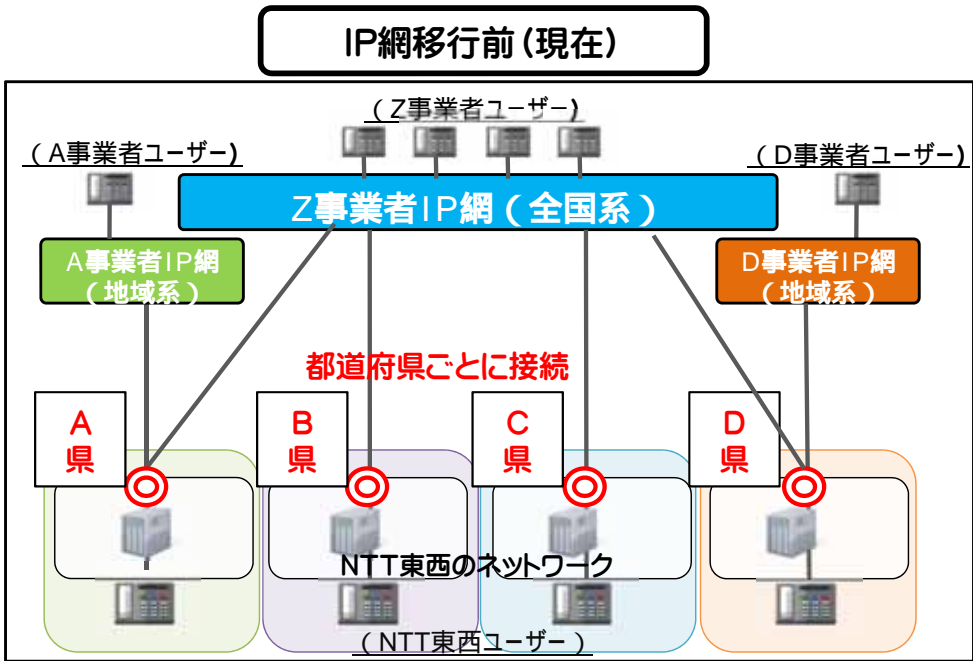 IP網移行前(現在)
(Z事業者ユーザー)
(A事業者ユーザー)
(D事業者ユーザー)
Z事業者IP網(全国系)
A事業者IP網
(地域系)
D事業者IP網
(地域系)
都道府県ごとに接続
A
県
B
県
C
県
D
県
NTT東西のネットワーク
(NTT東西ユーザー)